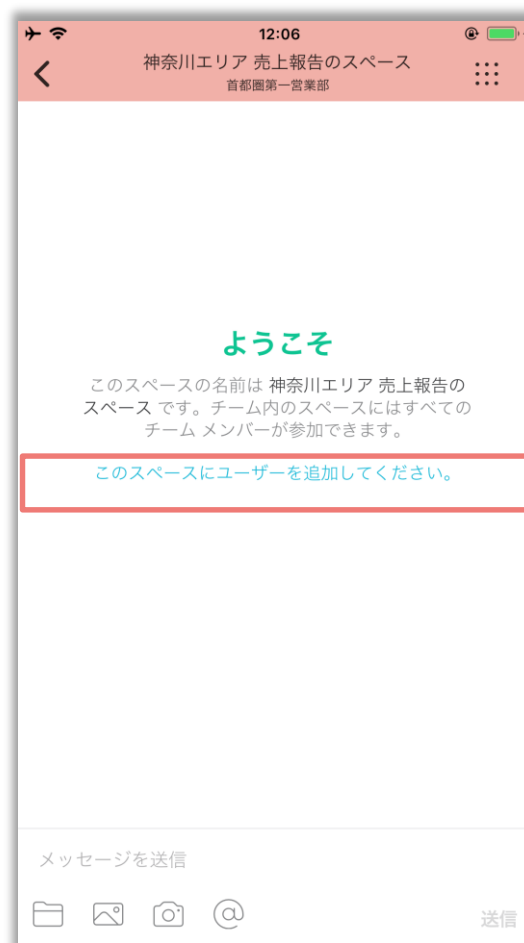 12:06
神奈川エリア 売上報告のスペース
首都圏第一営業部
ようこそ
このスペースの名前は 神奈川エリア 売上報告の
スペース です。チーム内のスペースにはすべての
チーム メンバーが参加できます。
このスペースにユーザーを追加してください。
メッセージを送信
@
送信